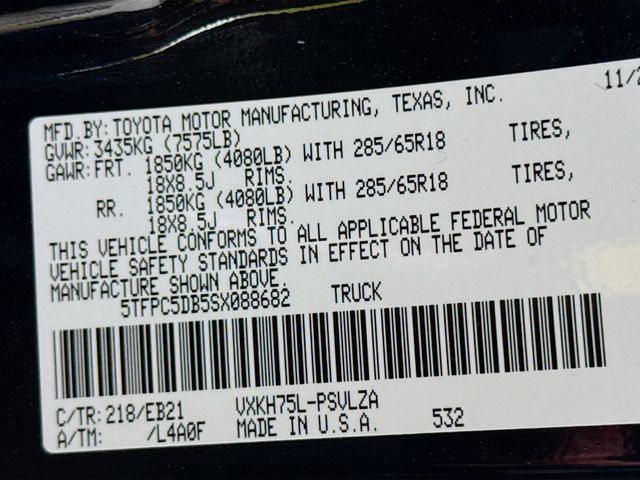 MFD.BY: TOYOTA MOTOR MANUFACTURING, TEXAS, INC. 11/2
GVWR: 3435KG (7575LB)
GAWR: FRT. 1850KG (4080LB) WITH 285/65R18 TIRES,
18X8.5J RIMS.
RR. 1850KG (4080LB) WITH 285/65R18 TIRES,
18X8.5J RIMS.
THIS VEHICLE CONFORMS TO ALL APPLICABLE FEDERAL MOTOR
VEHICLE SAFETY STANDARDS IN EFFECT ON THE DATE OF
MANUFACTURE SHOWN ABOVE.
5TFPC5DB5SX088682 TRUCK
C/TR: 218/EB21 VXKH75L-PSVLZA
A/TM: /L4A0F MADE IN U.S.A. 532